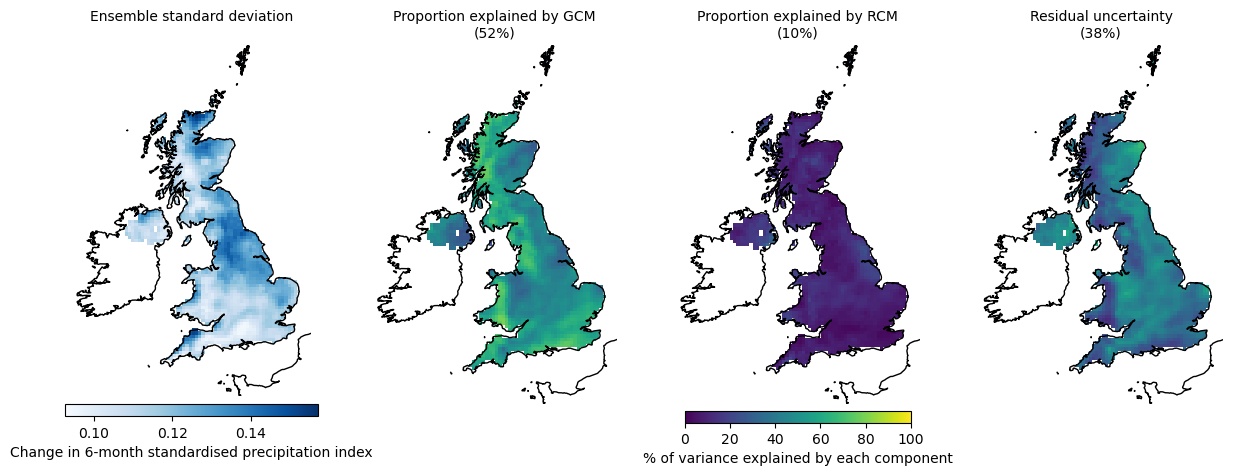 Ensemble standard deviation
Proportion explained by GCM
(52%)
Proportion explained by RCM
(10%)
Residual uncertainty
(38%)
0.10 0.12 0.14
Change in 6-month standardised precipitation index
0 20 40 60 80 100
% of variance explained by each component